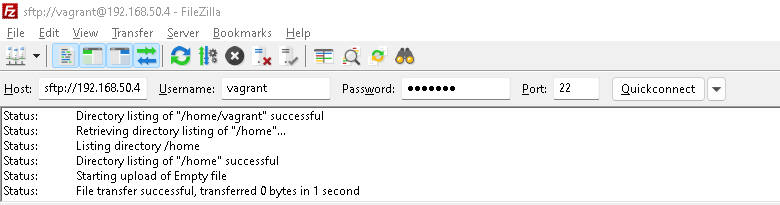 Fz sftp://vagrant@192.168.50.4 - FileZilla
File Edit View Transfer Server Bookmarks Help
Host: sftp://192.168.50.4 Username: vagrant Password: ●●●●●●● Port: 22 Quickconnect
Status: Directory listing of "/home/vagrant" successful
Status: Retrieving directory listing of "/home"...
Status: Listing directory /home
Status: Directory listing of "/home" successful
Status: Starting upload of Empty file
Status: File transfer successful, transferred 0 bytes in 1 second